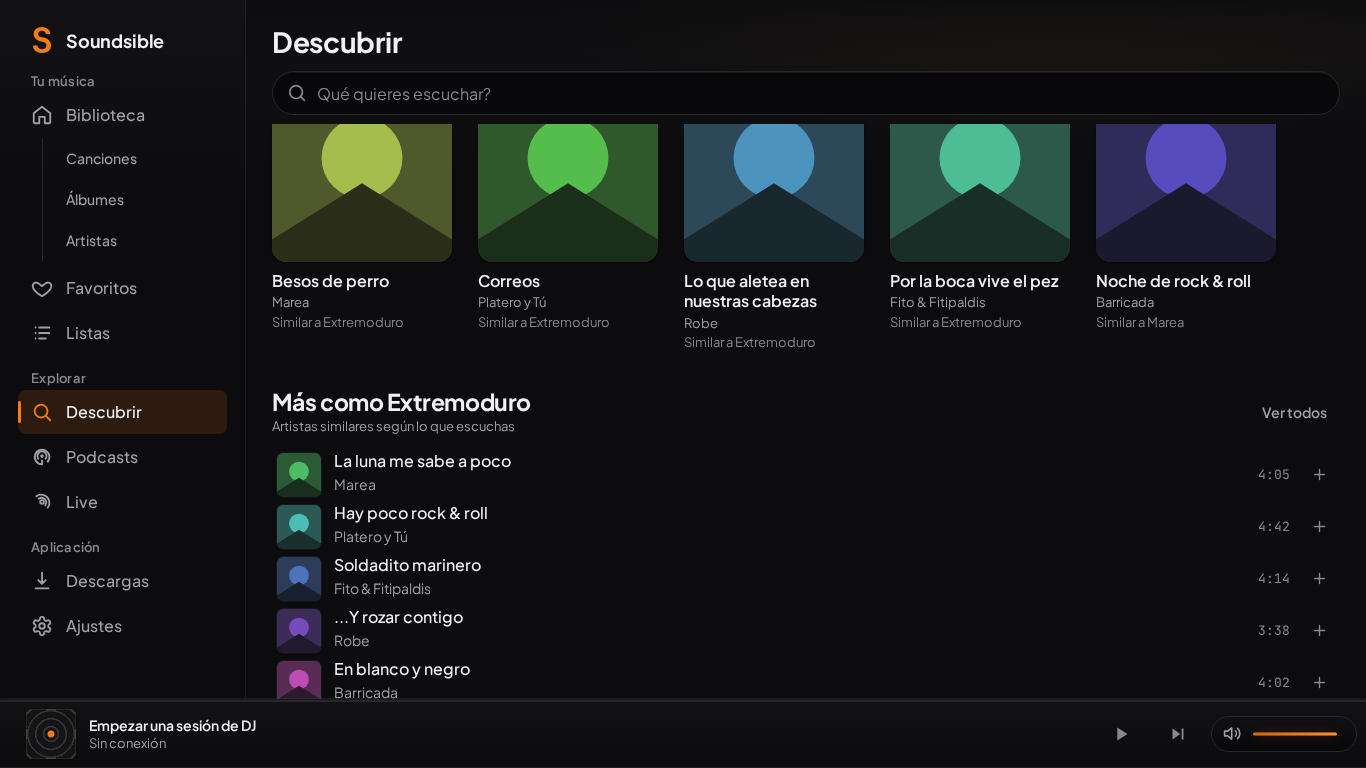 Soundsible
Tu música
Biblioteca
Canciones
Álbumes
Artistas
Favoritos
Listas
Explorar
Descubrir
Podcasts
Live
Aplicación
Descargas
Ajustes
Descubrir
Qué quieres escuchar?
Besos de perro
Marea
Similar a Extremoduro
Correos
Platero y Tú
Similar a Extremoduro
Lo que aletea en
nuestras cabezas
Robe
Similar a Extremoduro
Por la boca vive el pez
Fito & Fitipaldis
Similar a Extremoduro
Noche de rock & roll
Barricada
Similar a Marea
Más como Extremoduro
Artistas similares según lo que escuchas
Ver todos
La luna me sabe a poco
Marea
4:05
Hay poco rock & roll
Platero y Tú
4:42
Soldadito marinero
Fito & Fitipaldis
4:14
...Y rozar contigo
Robe
3:38
En blanco y negro
Barricada
4:02
Empezar una sesión de DJ
Sin conexión